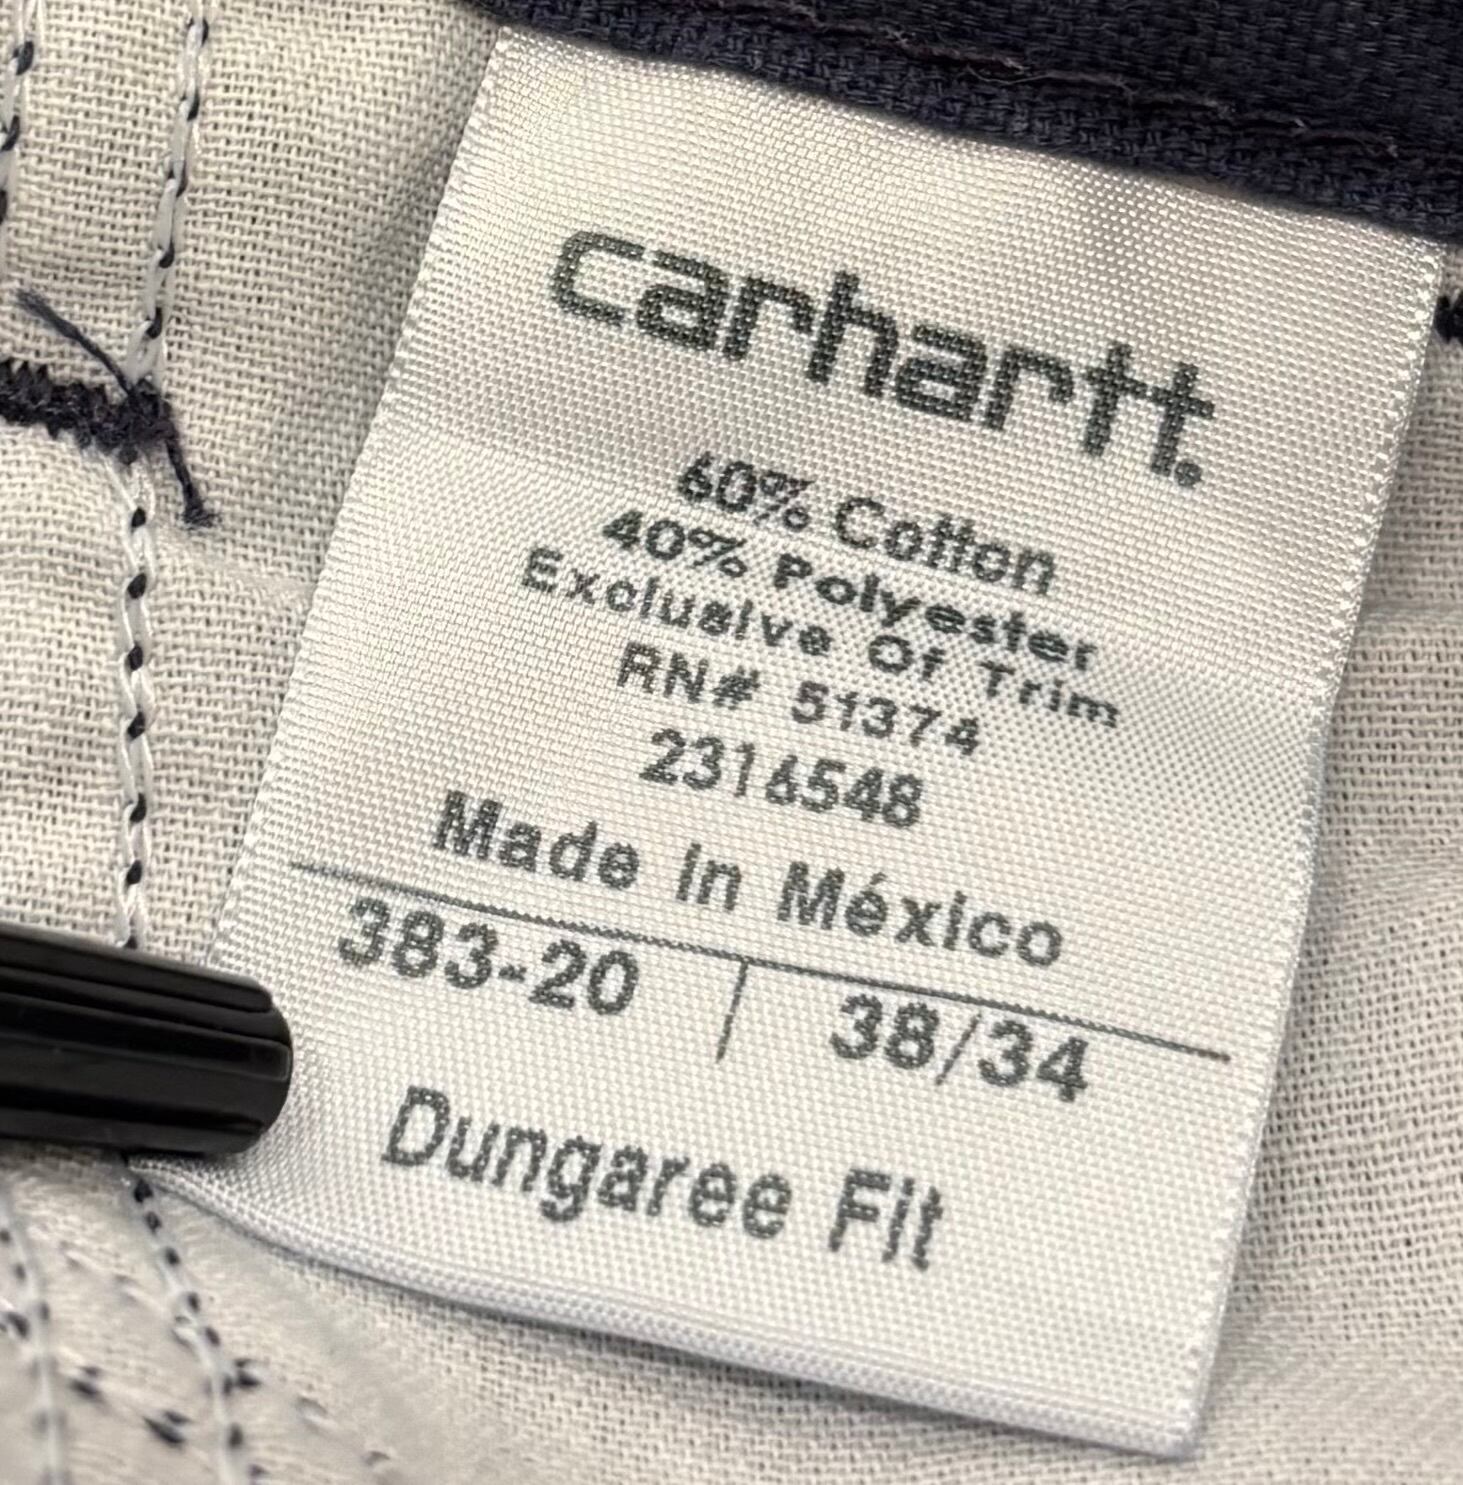 carhartt.
60% Cotton
40% Polyester
Exclusive Of Trim
RN# 51374
2316548
Made in México
383-20 38/34
Dungaree Fit